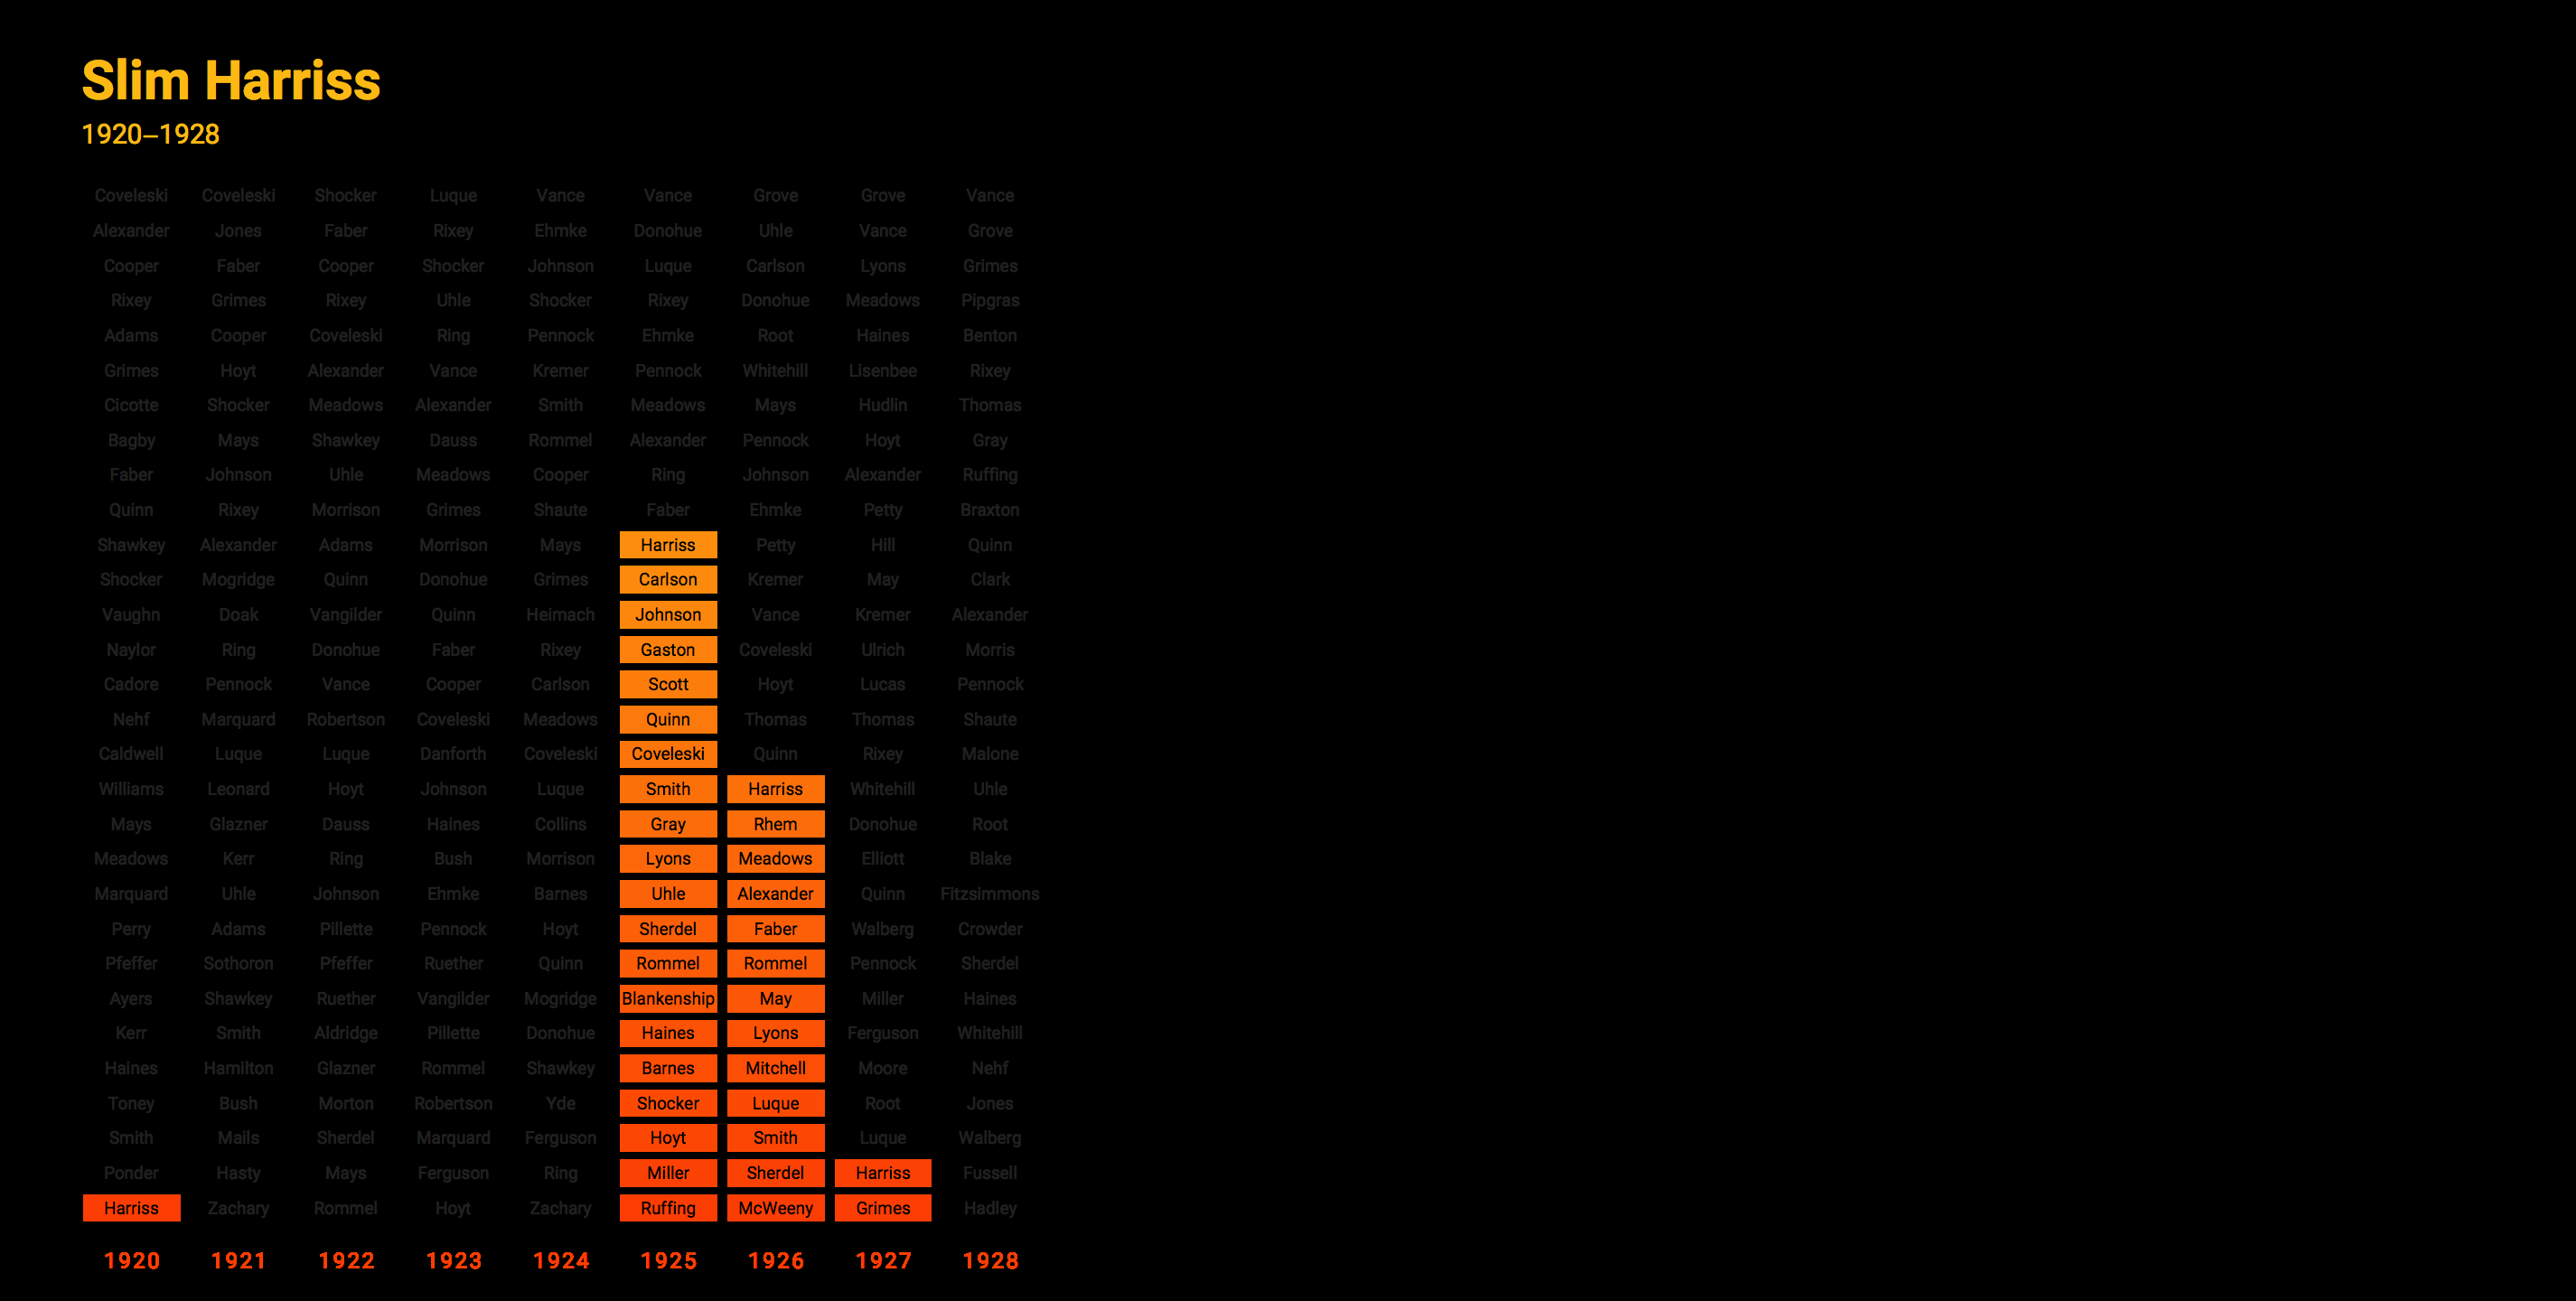 Slim Harriss
1920–1928
Coveleski Coveleski Shocker Luque Vance Vance Grove Grove Vance
Alexander Jones Faber Rixey Ehmke Donohue Uhle Vance Grove
Cooper Faber Cooper Shocker Johnson Luque Carlson Lyons Grimes
Rixey Grimes Rixey Uhle Shocker Rixey Donohue Meadows Pipgras
Adams Cooper Coveleski Ring Pennock Ehmke Root Haines Benton
Grimes Hoyt Alexander Vance Kremer Pennock Whitehill Lisenbee Rixey
Cicotte Shocker Meadows Alexander Smith Meadows Mays Hudlin Thomas
Bagby Mays Shawkey Dauss Rommel Alexander Pennock Hoyt Gray
Faber Johnson Uhle Meadows Cooper Ring Johnson Alexander Ruffing
Quinn Rixey Morrison Grimes Shaute Faber Ehmke Petty Braxton
Shawkey Alexander Adams Morrison Mays Harriss Petty Hill Quinn
Shocker Mogridge Quinn Donohue Grimes Carlson Kremer May Clark
Vaughn Doak Vangilder Quinn Heimach Johnson Vance Kremer Alexander
Naylor Ring Donohue Faber Rixey Gaston Coveleski Ulrich Morris
Cadore Pennock Vance Cooper Carlson Scott Hoyt Lucas Pennock
Nehf Marquard Robertson Coveleski Meadows Quinn Thomas Thomas Shaute
Caldwell Luque Luque Danforth Coveleski Coveleski Quinn Rixey Malone
Williams Leonard Hoyt Johnson Luque Smith Harriss Whitehill Uhle
Mays Glazner Dauss Haines Collins Gray Rhem Donohue Root
Meadows Kerr Ring Bush Morrison Lyons Meadows Elliott Blake
Marquard Uhle Johnson Ehmke Barnes Uhle Alexander Quinn Fitzsimmons
Perry Adams Pillette Pennock Hoyt Sherdel Faber Walberg Crowder
Pfeffer Sothoron Pfeffer Ruether Quinn Rommel Rommel Pennock Sherdel
Ayers Shawkey Ruether Vangilder Mogridge Blankenship May Miller Haines
Kerr Smith Aldridge Pillette Donohue Haines Lyons Ferguson Whitehill
Haines Hamilton Glazner Rommel Shawkey Barnes Mitchell Moore Nehf
Toney Bush Morton Robertson Yde Shocker Luque Root Jones
Smith Mails Sherdel Marquard Ferguson Hoyt Smith Luque Walberg
Ponder Hasty Mays Ferguson Ring Miller Sherdel Harriss Fussell
Harriss Zachary Rommel Hoyt Zachary Ruffing McWeeny Grimes Hadley
1920 1921 1922 1923 1924 1925 1926 1927 1928